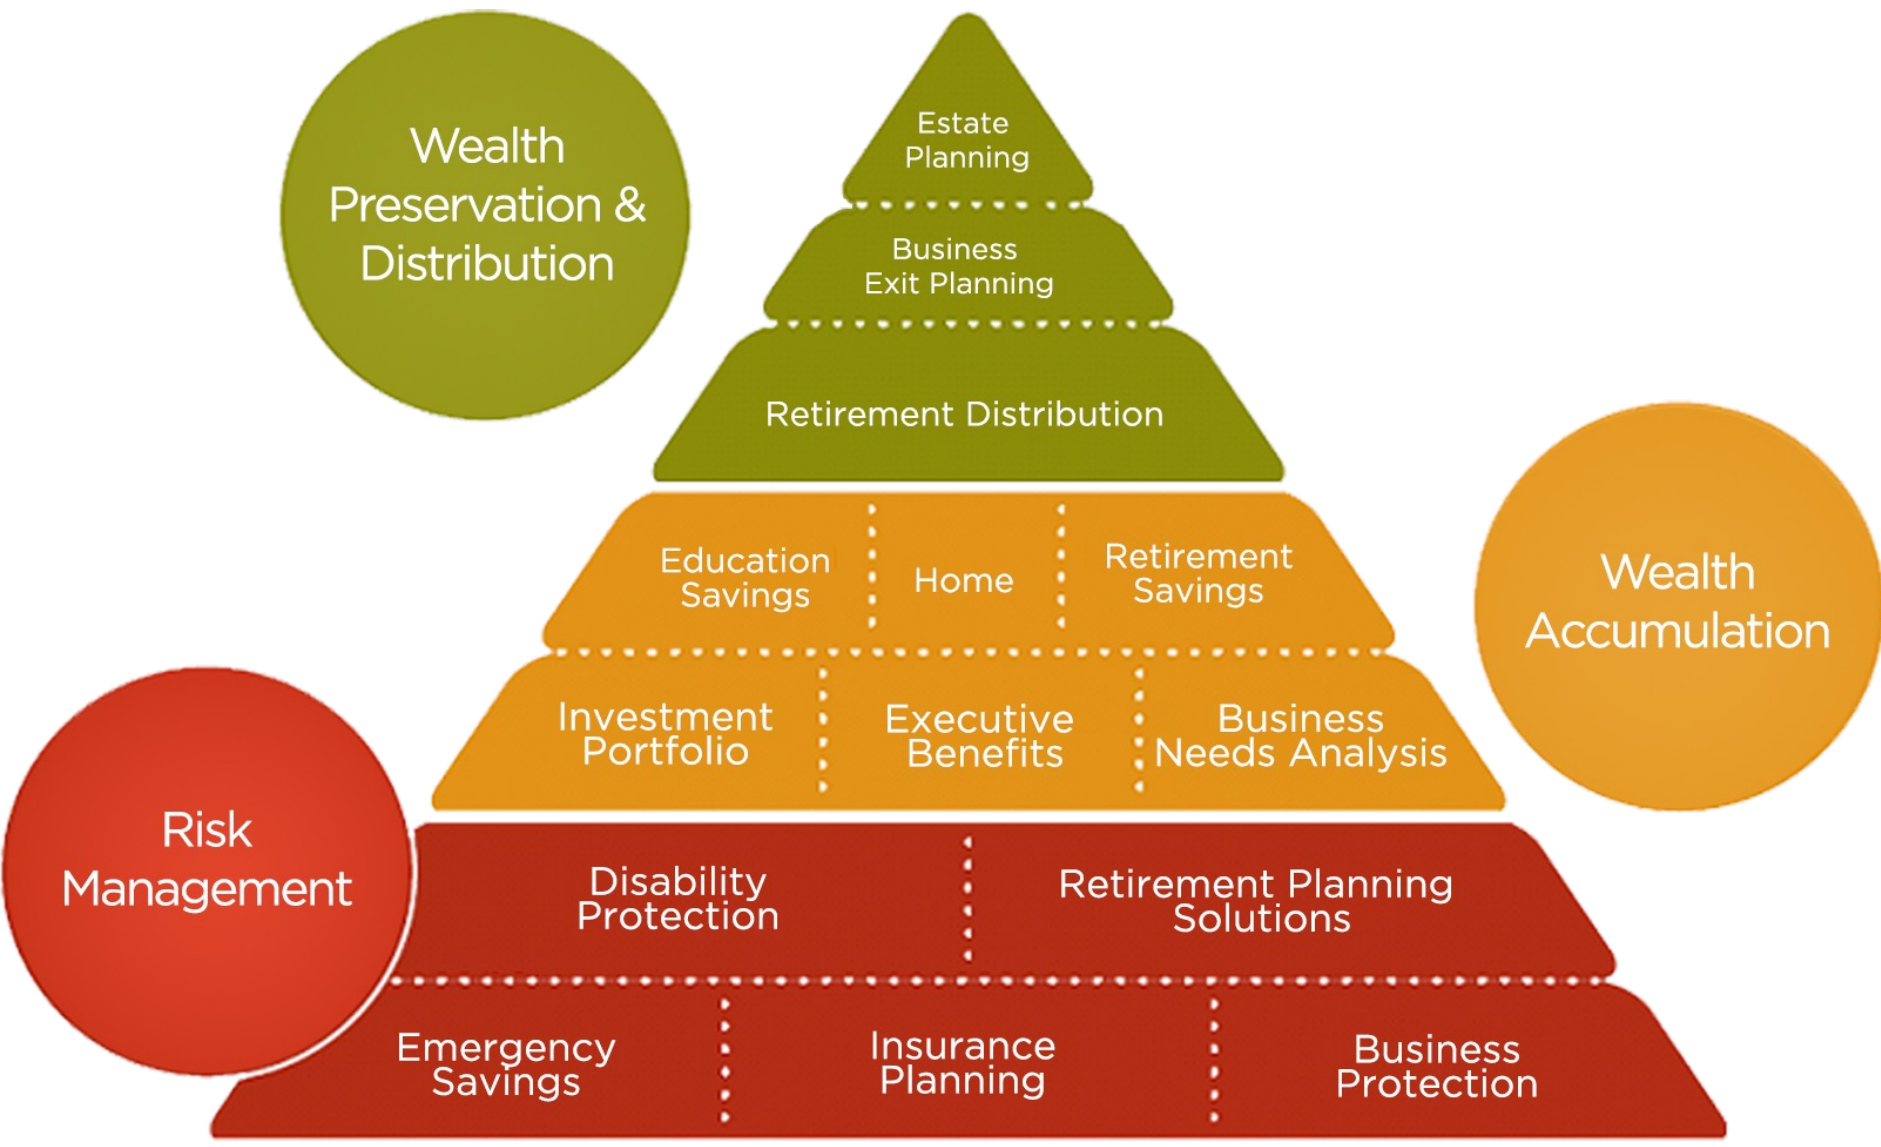 Wealth
Preservation &
Distribution
Estate
Planning
Business
Exit Planning
Retirement Distribution
Education
Savings
Home
Retirement
Savings
Wealth
Accumulation
Investment
Portfolio
Executive
Benefits
Business
Needs Analysis
Risk
Management
Disability
Protection
Retirement Planning
Solutions
Emergency
Savings
Insurance
Planning
Business
Protection